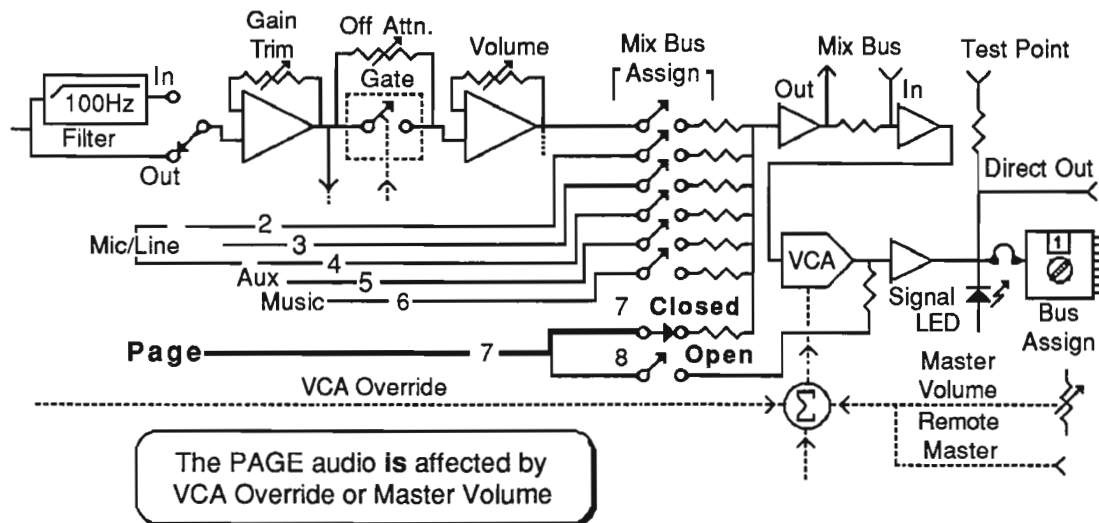 Gain
Trim
Off Attn.
Gate
Volume
Mix Bus
Assign
Mix Bus
Out
In
Test Point
In
100Hz
Filter
Out
Direct Out
2
Mic/Line
3
4
Aux
5
Music
6
VCA
Signal
LED
1
Bus
Assign
7
Closed
Page
7
8
Open
VCA Override
Σ
Master
Volume
Remote
Master
The PAGE audio is affected by
VCA Override or Master Volume